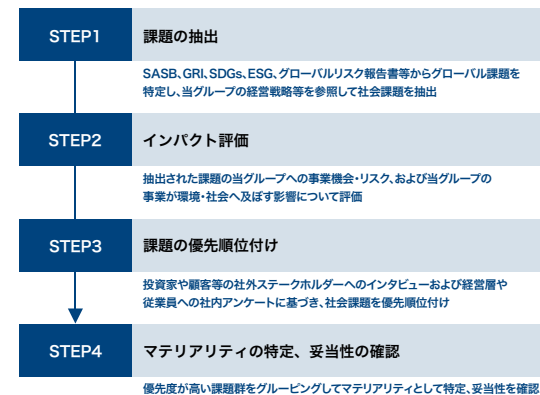 STEP1 課題の抽出
SASB、GRI、SDGs、ESG、グローバルリスク報告書等からグローバル課題を
特定し、当グループの経営戦略等を参照して社会課題を抽出
STEP2 インパクト評価
抽出された課題の当グループへの事業機会・リスク、および当グループの
事業が環境・社会へ及ぼす影響について評価
STEP3 課題の優先順位付け
投資家や顧客等の社外ステークホルダーへのインタビューおよび経営層や
従業員への社内アンケートに基づき、社会課題を優先順位付け
STEP4 マテリアリティの特定、妥当性の確認
優先度が高い課題群をグルーピングしてマテリアリティとして特定、妥当性を確認